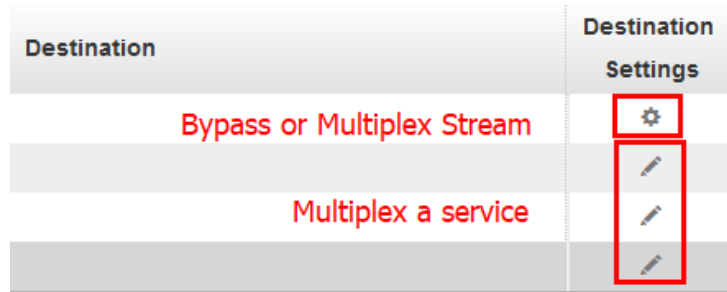 Destination
Destination
Settings
Bypass or Multiplex Stream
Multiplex a service